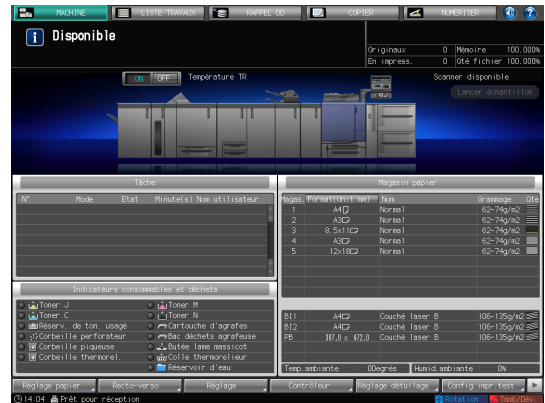 MACHINE LISTE TRAVAUX RAPPEL DD COPIER NUMERISER
Disponible
Originaux 0 Mémoire 100.000%
En impress. 0 Qté fichier 100.000%
ON OFF Température TR Scanner disponible
Lancer échantillon
Tâche
N° Mode Etat Minute(s) Nom utilisateur
Magasin papier
Magas. Format(Unit:mm) Nom Grammage Qte
1 A4 Normal 62-74g/m2
2 A3 Normal 62-74g/m2
3 8.5x11 Normal 62-74g/m2
4 A3 Normal 62-74g/m2
5 12x18 Normal 62-74g/m2
BI1 A4 Couché laser B 106-135g/m2
BI2 A4 Couché laser B 106-135g/m2
PB 307,0 x 472,0 Couché laser B 106-135g/m2
Temp.ambiante : 0Degrés Humid.ambiante : 0%
Indicateurs consommables et déchets
Toner J Toner M
Toner C Toner N
Réserv. de ton. usagé Cartouche d'agrafes
Corbeille perforateur Bac déchets agrafeuse
Corbeille piqueuse Butée lame massicot
Corbeille thermorel. Colle thermorelieur
Réservoir d'eau
Réglage papier Recto-verso Réglage Contrôleur Réglage détaillage Config.impr.test
14:04 Prêt pour réception Rotation Tamb/Dév.